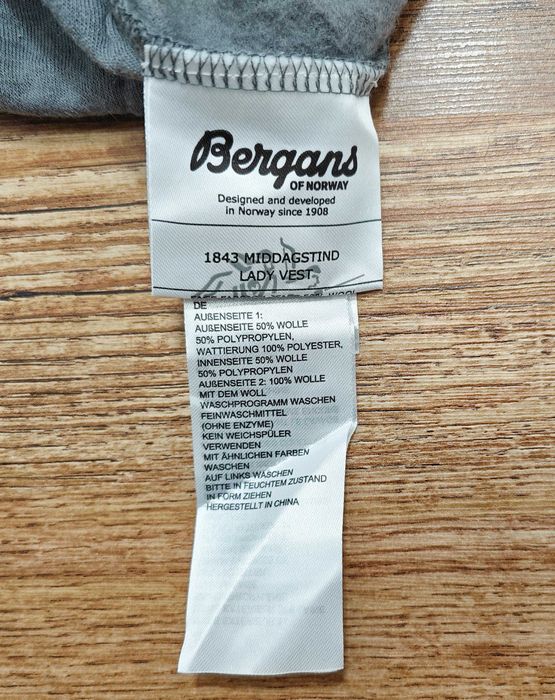 Bergans
OF NORWAY
Designed and developed
in Norway since 1908
1843 MIDDAGSTIND
LADY VEST
DE
AUßENSEITE 1:
AUßENSEITE 50% WOLLE
50% POLYPROPYLEN,
WATTIERUNG 100% POLYESTER,
INNENSEITE 50% WOLLE
50% POLYPROPYLEN
AUßENSEITE 2: 100% WOLLE
MIT DEM WOLL
WASCHPROGRAMM WASCHEN
FEINWASCHMITTEL
(OHNE ENZYME)
KEIN WEICHSPÜLER
VERWENDEN
MIT ÄHNLICHEN FARBEN
WASCHEN
AUF LINKS WASCHEN
BITTE IN FEUCHTEM ZUSTAND
IN FORM ZIEHEN
HERGESTELLT IN CHINA